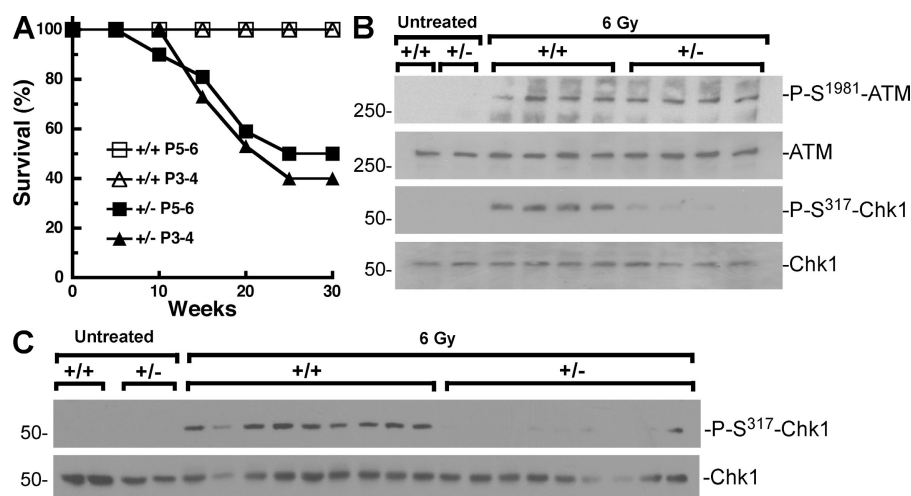 A
Survival (%)
100
80
60
40
20
0
+/+ P5-6
+/+ P3-4
+/- P5-6
+/- P3-4
0 10 20 30
Weeks
B
Untreated 6 Gy
+/+ +/- +/+ +/-
250- -P-S1981-ATM
250- -ATM
50- -P-S317-Chk1
50- -Chk1
C
Untreated 6 Gy
+/+ +/- +/+ +/-
50- -P-S317-Chk1
50- -Chk1